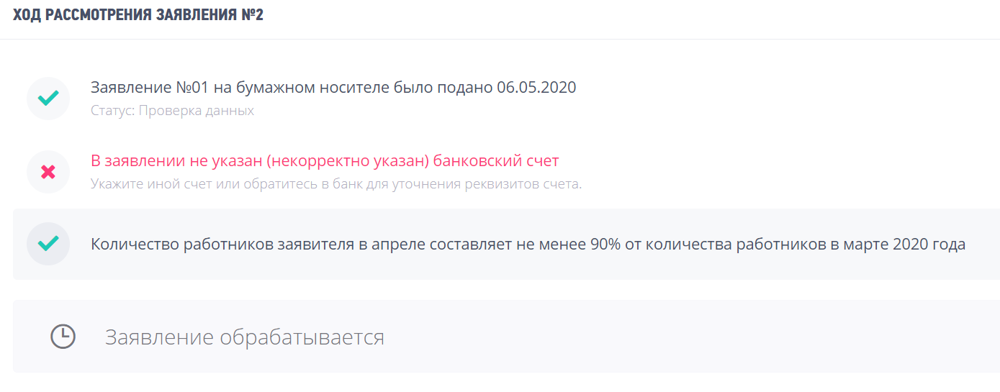 ХОД РАССМОТРЕНИЯ ЗАЯВЛЕНИЯ №2
Заявление №01 на бумажном носителе было подано 06.05.2020
Статус: Проверка данных
В заявлении не указан (некорректно указан) банковский счет
Укажите иной счет или обратитесь в банк для уточнения реквизитов счета.
Количество работников заявителя в апреле составляет не менее 90% от количества работников в марте 2020 года
Заявление обрабатывается